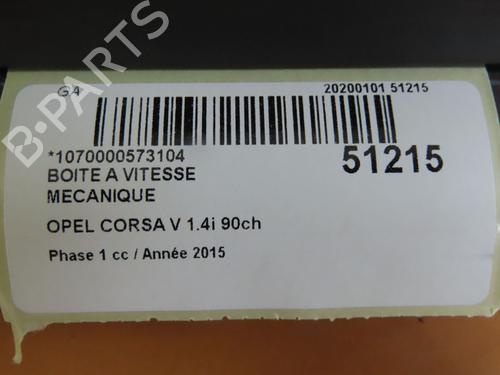 GA
20200101 51215
*1070000573104
51215
BOITE A VITESSE
MECANIQUE
OPEL CORSA V 1.4i 90ch
Phase 1 cc / Année 2015
B-PARTS